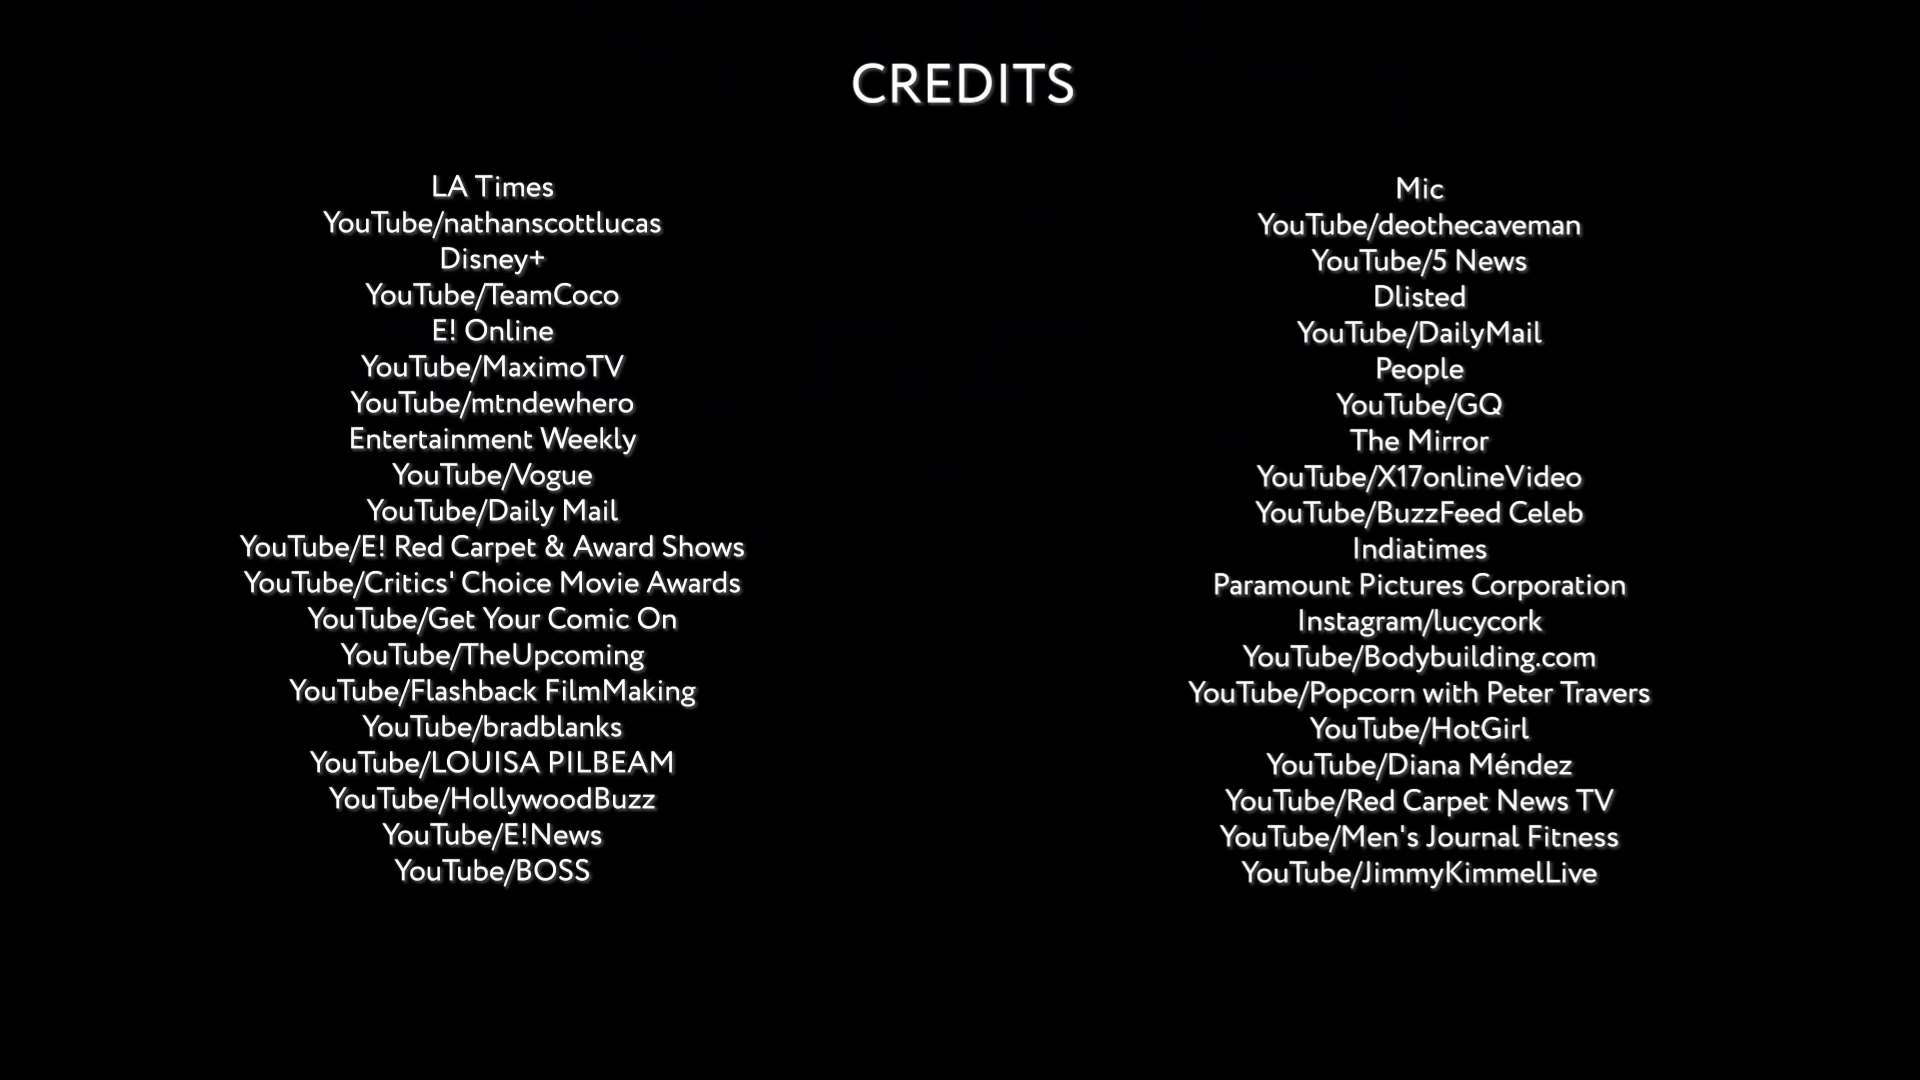 CREDITS
LA Times
YouTube/nathanscottlucas
Disney+
YouTube/TeamCoco
E! Online
YouTube/MaximoTV
YouTube/mtndewhero
Entertainment Weekly
YouTube/Vogue
YouTube/Daily Mail
YouTube/E! Red Carpet & Award Shows
YouTube/Critics' Choice Movie Awards
YouTube/Get Your Comic On
YouTube/TheUpcoming
YouTube/Flashback FilmMaking
YouTube/bradblanks
YouTube/LOUISA PILBEAM
YouTube/HollywoodBuzz
YouTube/E!News
YouTube/BOSS
Mic
YouTube/deothecaveman
YouTube/5 News
Dlisted
YouTube/DailyMail
People
YouTube/GQ
The Mirror
YouTube/X17onlineVideo
YouTube/BuzzFeed Celeb
Indiatimes
Paramount Pictures Corporation
Instagram/lucycork
YouTube/Bodybuilding.com
YouTube/Popcorn with Peter Travers
YouTube/HotGirl
YouTube/Diana Méndez
YouTube/Red Carpet News TV
YouTube/Men's Journal Fitness
YouTube/JimmyKimmelLive